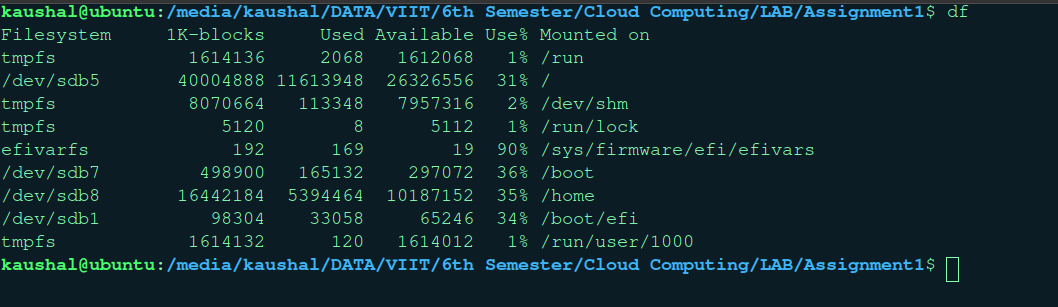 kaushal@ubuntu:/media/kaushal/DATA/VIIT/6th Semester/Cloud Computing/LAB/Assignment1$ df
Filesystem     1K-blocks     Used Available Use% Mounted on
tmpfs            1614136     2068   1612068   1% /run
/dev/sdb5       40004888 11613948  26326556  31% /
tmpfs            8070664   113348   7957316   2% /dev/shm
tmpfs               5120        8      5112   1% /run/lock
efivarfs             192      169        19  90% /sys/firmware/efi/efivars
/dev/sdb7         498900   165132    297072  36% /boot
/dev/sdb8       16442184  5394464  10187152  35% /home
/dev/sdb1          98304    33058     65246  34% /boot/efi
tmpfs            1614132      120   1614012   1% /run/user/1000
kaushal@ubuntu:/media/kaushal/DATA/VIIT/6th Semester/Cloud Computing/LAB/Assignment1$